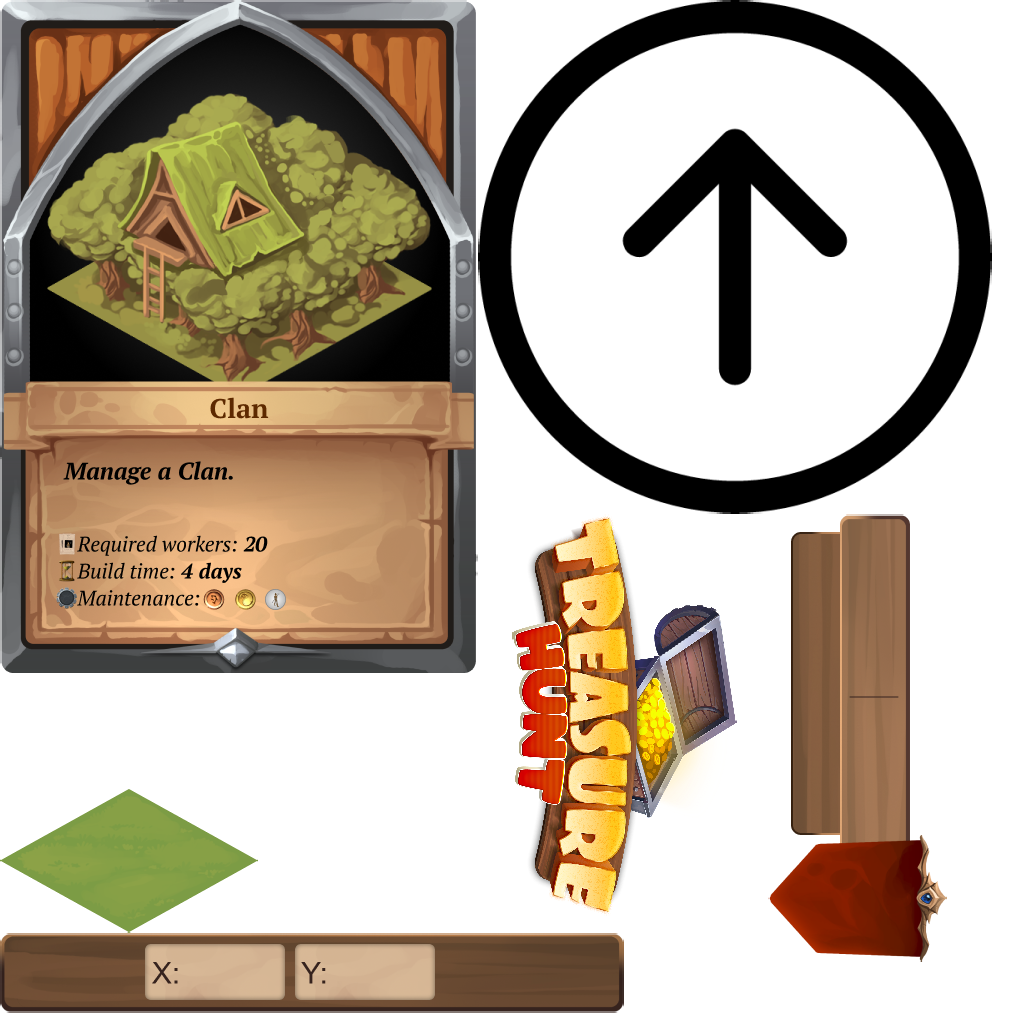 Clan
Manage a Clan.
Required workers: 20
Build time: 4 days
Maintenance:
TREASURE
HUNT
X:
Y: